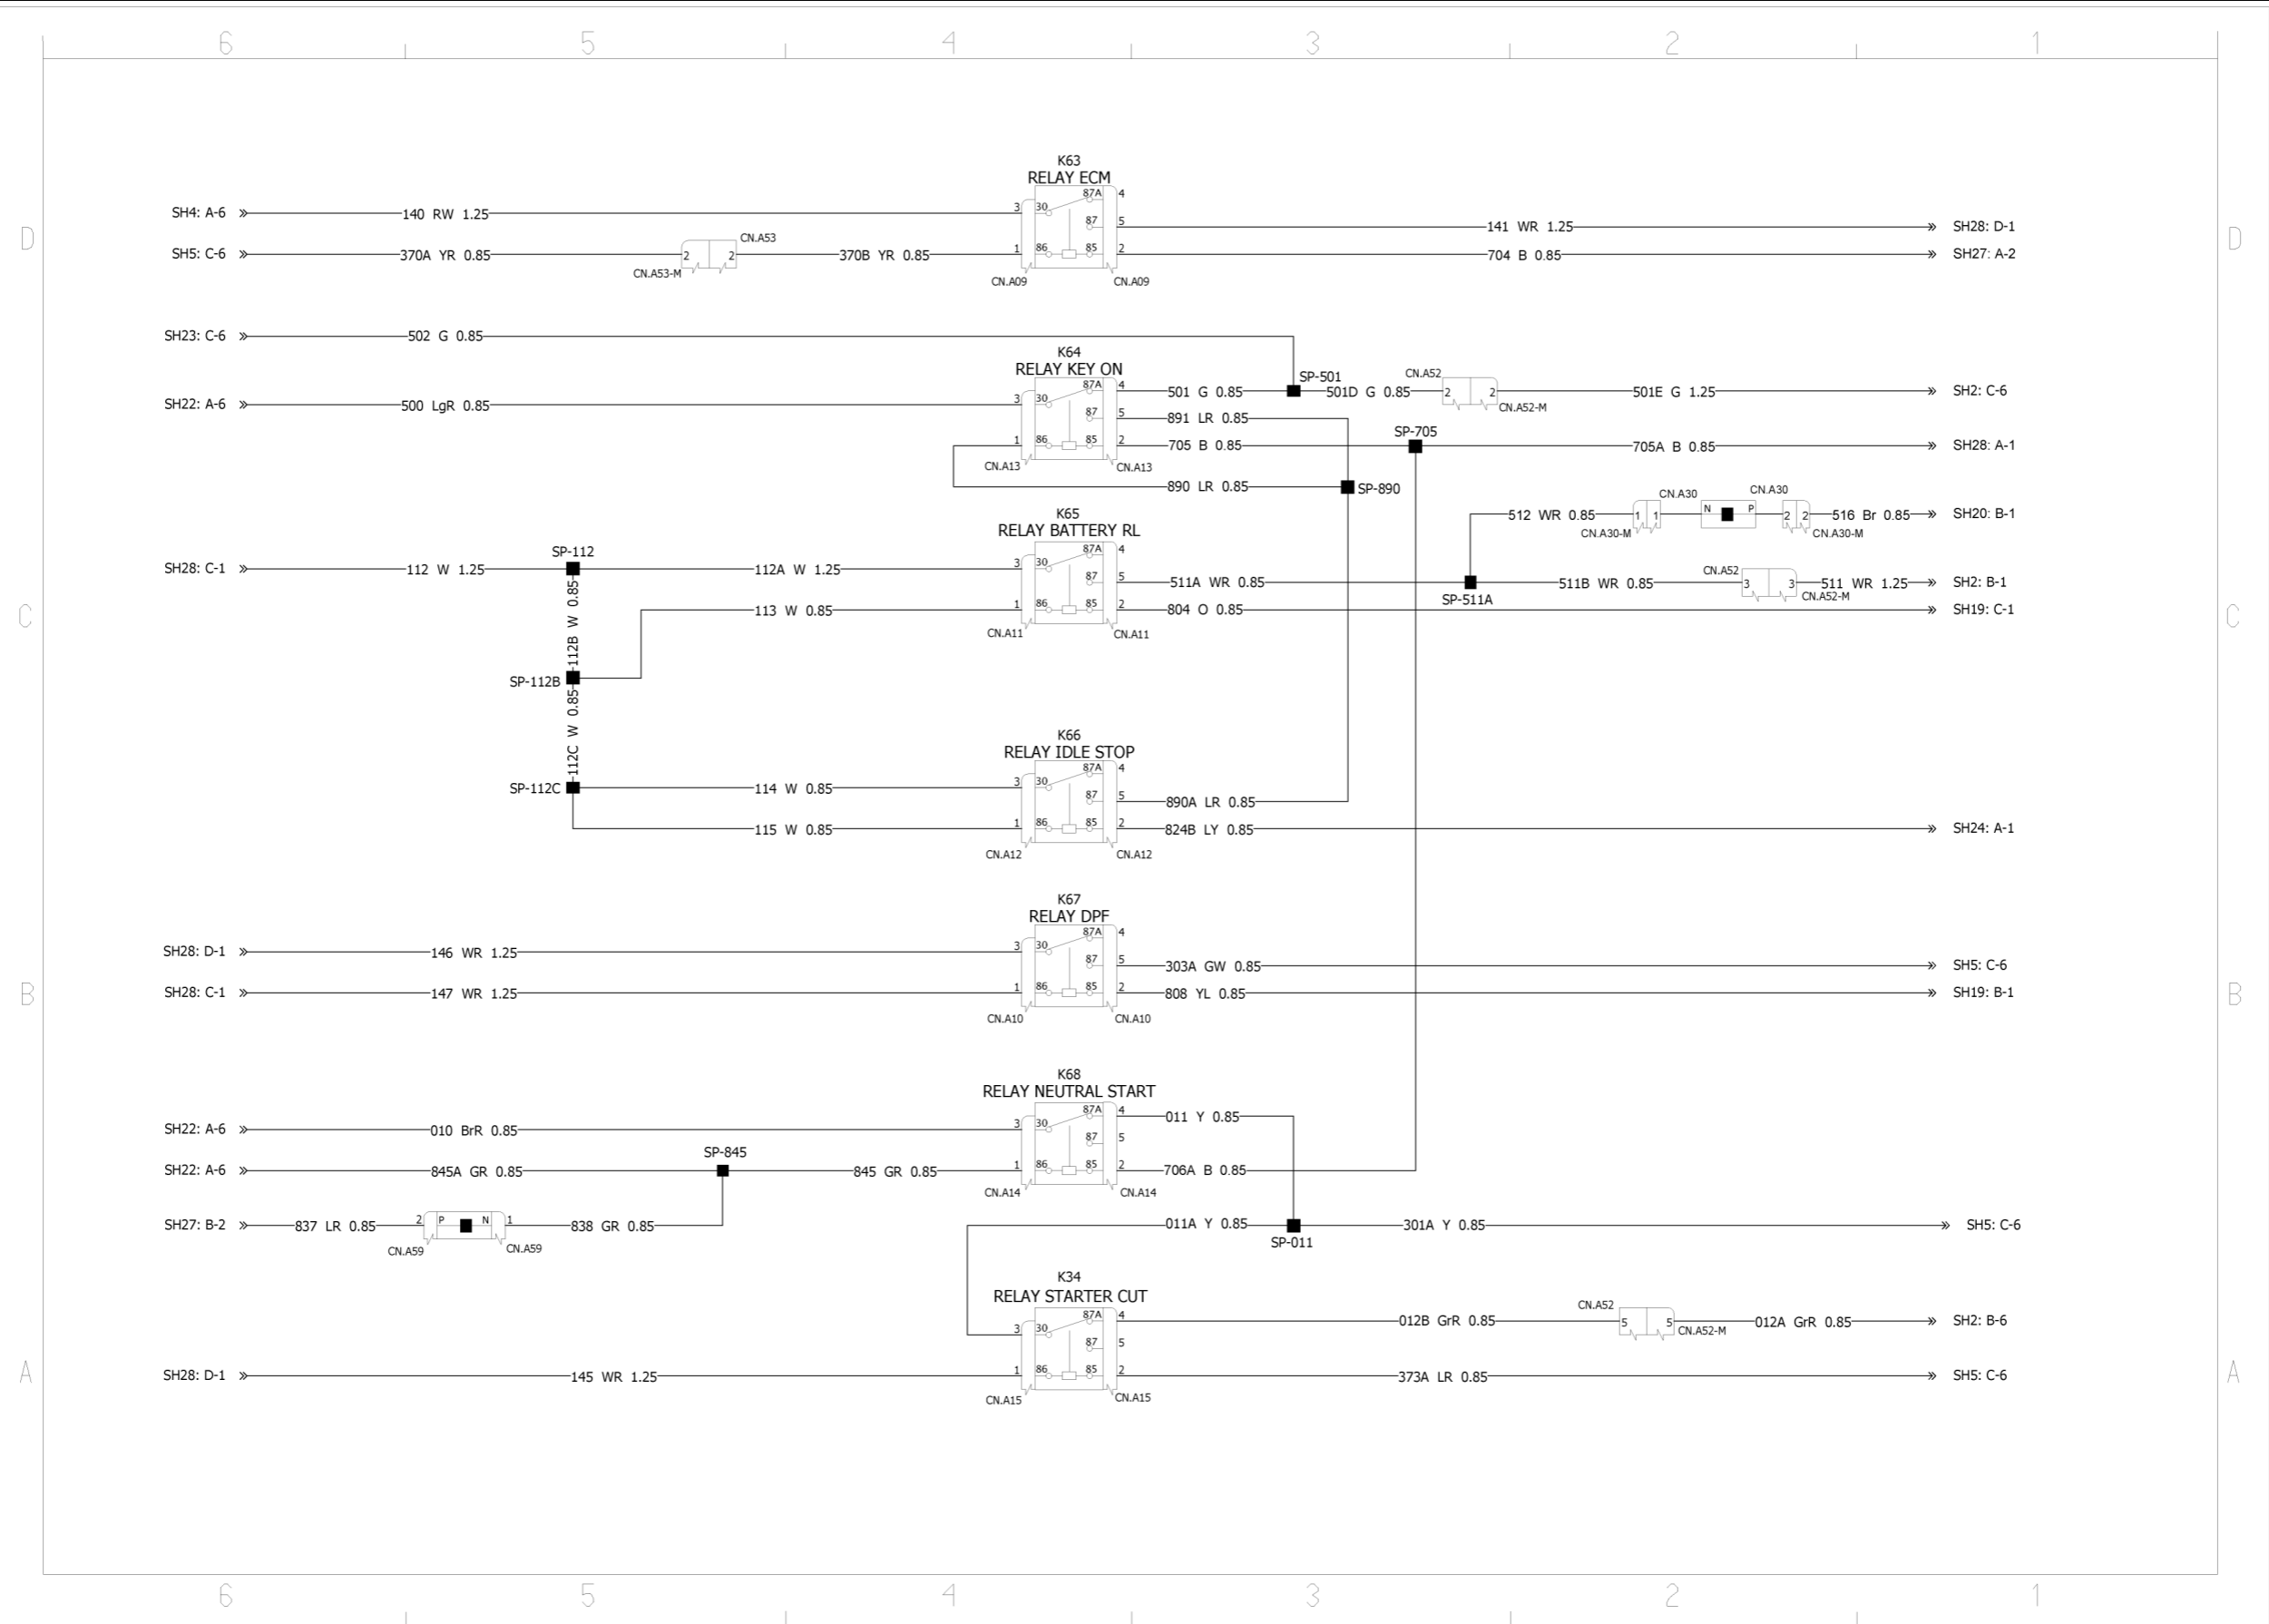 6 5 4 3 2 1
K63
RELAY ECM
87A 4
SH4: A-6 140 RW 1.25 3 30
87 5 141 WR 1.25 SH28: D-1
D D
CN.A53
SH5: C-6 370A YR 0.85 2 2 370B YR 0.85 1 86 85 2 704 B 0.85 SH27: A-2
CN.A53-M
CN.A09 CN.A09
SH23: C-6 502 G 0.85
K64
RELAY KEY ON
CN.A52 SP-501
87A 4 501 G 0.85 501D G 0.85 2 2 501E G 1.25 SH2: C-6
SH22: A-6 500 LgR 0.85 3 30 CN.A52-M
87 5 891 LR 0.85
SP-705
1 86 85 2 705 B 0.85 705A B 0.85 SH28: A-1
CN.A13 CN.A13
890 LR 0.85 SP-890
CN.A30 CN.A30
K65
512 WR 0.85 1 1 N P 2 2 516 Br 0.85 SH20: B-1
RELAY BATTERY RL CN.A30-M CN.A30-M
SP-112 87A 4
SH28: C-1 112 W 1.25 112A W 1.25 3 30
CN.A52
87 5 511A WR 0.85 511B WR 0.85 3 3 511 WR 1.25 SH2: B-1
SP-511A CN.A52-M
112B W 0.85
113 W 0.85 1 86 85 2 804 O 0.85 SH19: C-1
C C
CN.A11 CN.A11
SP-112B
112C W 0.85
K66
RELAY IDLE STOP
87A 4
SP-112C 114 W 0.85 3 30
87 5 890A LR 0.85
115 W 0.85 1 86 85 2 824B LY 0.85 SH24: A-1
CN.A12 CN.A12
K67
RELAY DPF
87A 4
SH28: D-1 146 WR 1.25 3 30
87 5 303A GW 0.85 SH5: C-6
SH28: C-1 147 WR 1.25 1 86 85 2 808 YL 0.85 SH19: B-1
B B
CN.A10 CN.A10
K68
RELAY NEUTRAL START
87A 4 011 Y 0.85
SH22: A-6 010 BrR 0.85 3 30
87 5
SP-845
SH22: A-6 845A GR 0.85 845 GR 0.85 1 86 85 2 706A B 0.85
CN.A14 CN.A14
SH27: B-2 837 LR 0.85 2 P N 1 838 GR 0.85 011A Y 0.85 301A Y 0.85 SH5: C-6
CN.A59 CN.A59 SP-011
K34
RELAY STARTER CUT
CN.A52
87A 4 012B GrR 0.85 5 5 012A GrR 0.85 SH2: B-6
3 30 CN.A52-M
87 5
SH28: D-1 145 WR 1.25 1 86 85 2 373A LR 0.85 SH5: C-6
A A
CN.A15 CN.A15
6 5 4 3 2 1